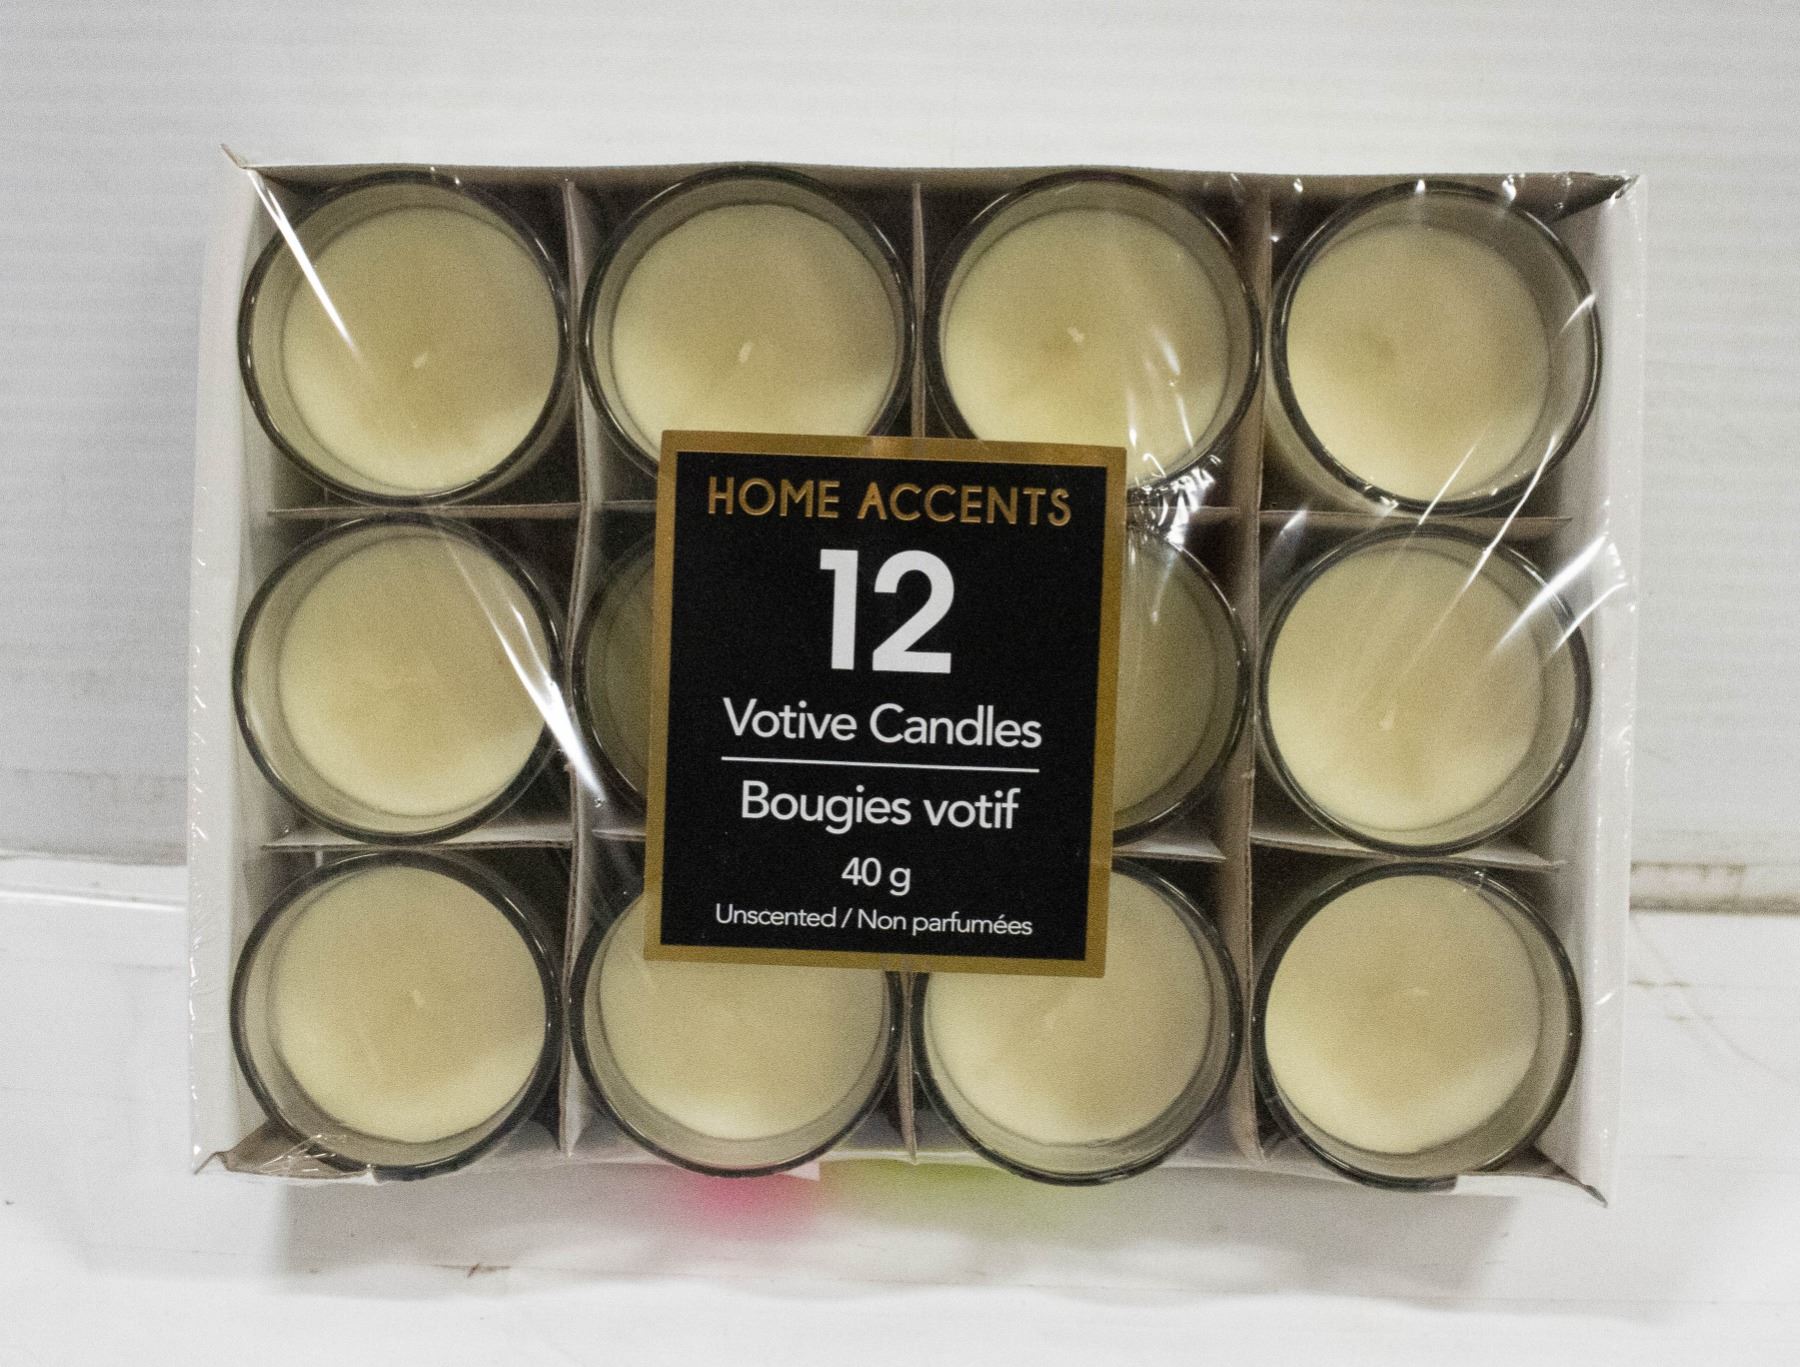 HOME ACCENTS
12
Votive Candles
Bougies votif
40 g
Unscented / Non parfumées